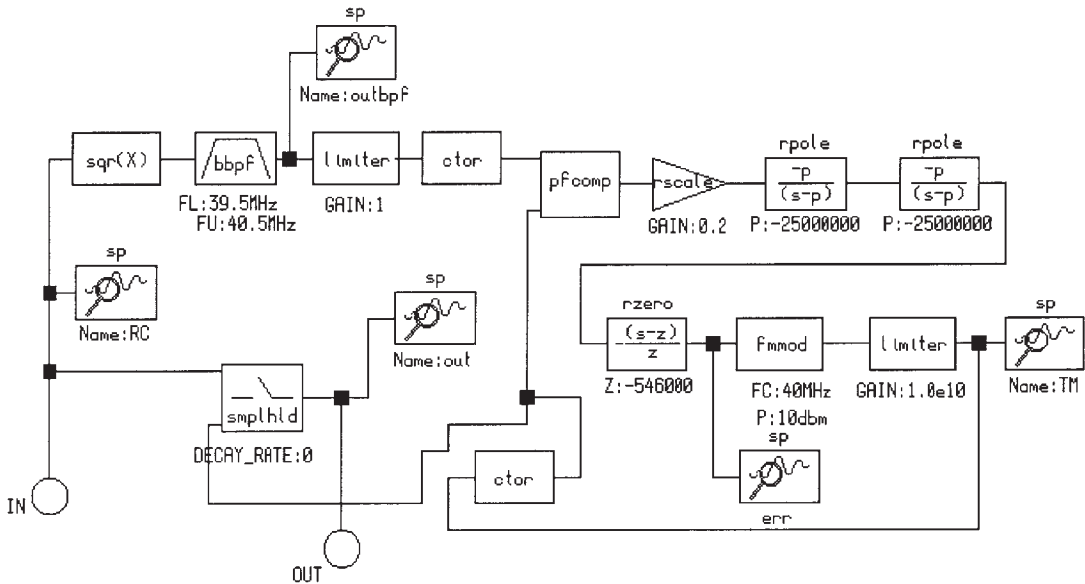 sp
Name:outbpf
sqr(X)
bbpf
limiter
ctor
pfcomp
rscale
rpole
-p
(s-p)
rpole
-p
(s-p)
FL:39.5MHz
FU:40.5MHz
GAIN:1
GAIN:0.2
P:-25000000
P:-25000000
sp
Name:RC
sp
Name:out
rzero
(s-z)
z
Z:-546000
fmmod
FC:40MHz
P:10dbm
limiter
GAIN:1.0e10
sp
Name:TM
smplhld
DECAY_RATE:0
ctor
sp
err
IN
OUT